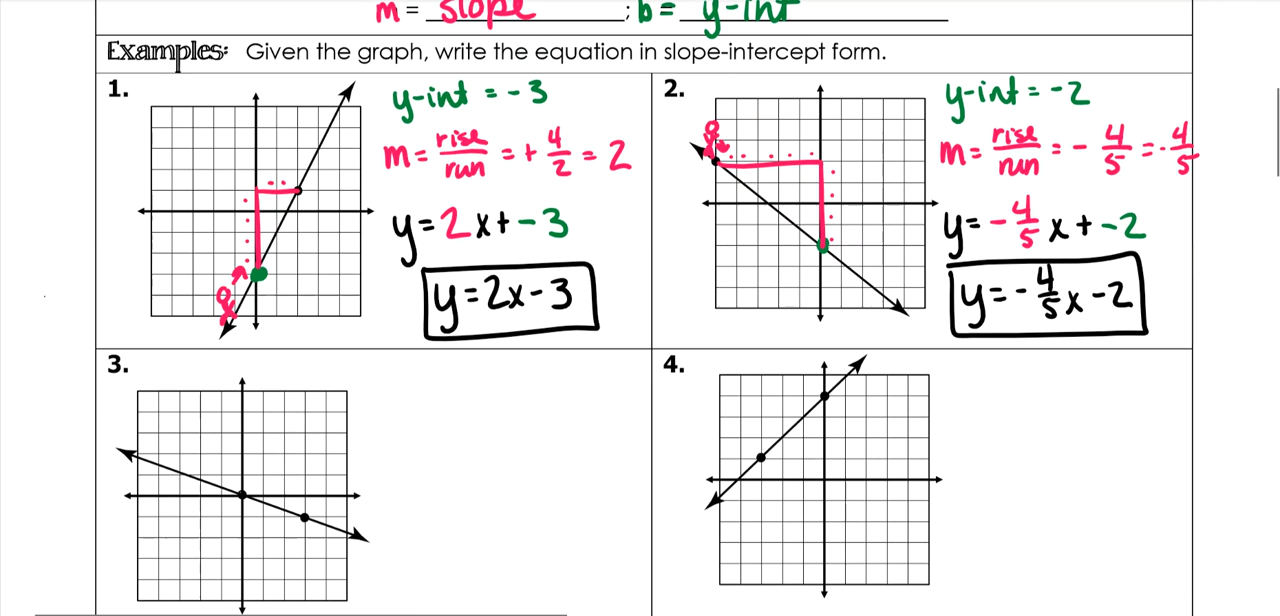 m = slope ; b = y-int
Examples: Given the graph, write the equation in slope-intercept form.
1.
y-int = -3
m = rise/run = + 4/2 = 2
y = 2x + -3
y = 2x - 3
2.
y-int = -2
m = rise/run = - 4/5 = -4/5
y = -4/5 x + -2
y = -4/5 x - 2
3.
4.